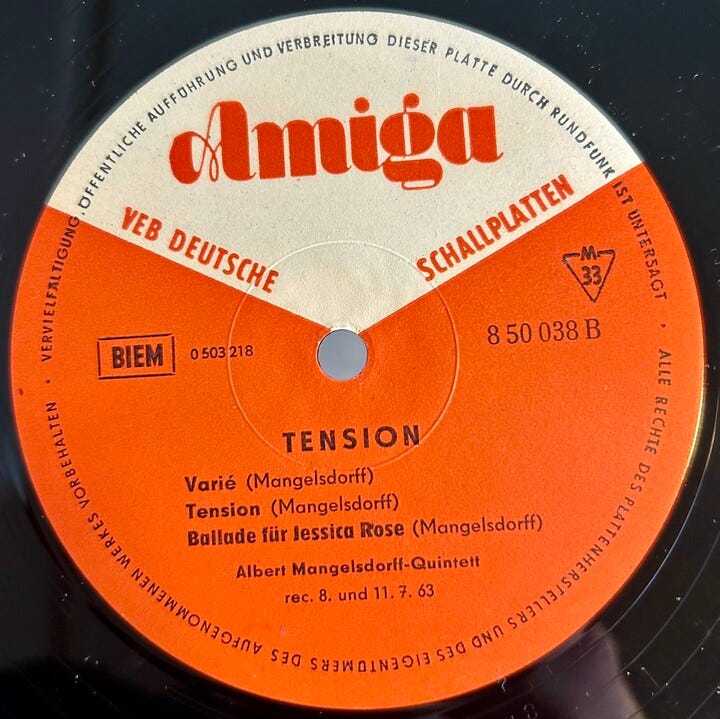 VERVIELFÄLTIGUNG, ÖFFENTLICHE AUFFÜHRUNG UND VERBREITUNG DIESER PLATTE DURCH RUNDFUNK IST UNTERSAGT · ALLE RECHTE DES PLATTENHERSTELLERS UND DES EIGENTÜMERS DES AUFGENOMMENEN WERKES VORBEHALTEN ·
Amiga
VEB DEUTSCHE SCHALLPLATTEN
M
33
BIEM 0 503 218
8 50 038 B
TENSION
Varié (Mangelsdorff)
Tension (Mangelsdorff)
Ballade für Jessica Rose (Mangelsdorff)
Albert Mangelsdorff-Quintett
rec. 8. und 11. 7. 63